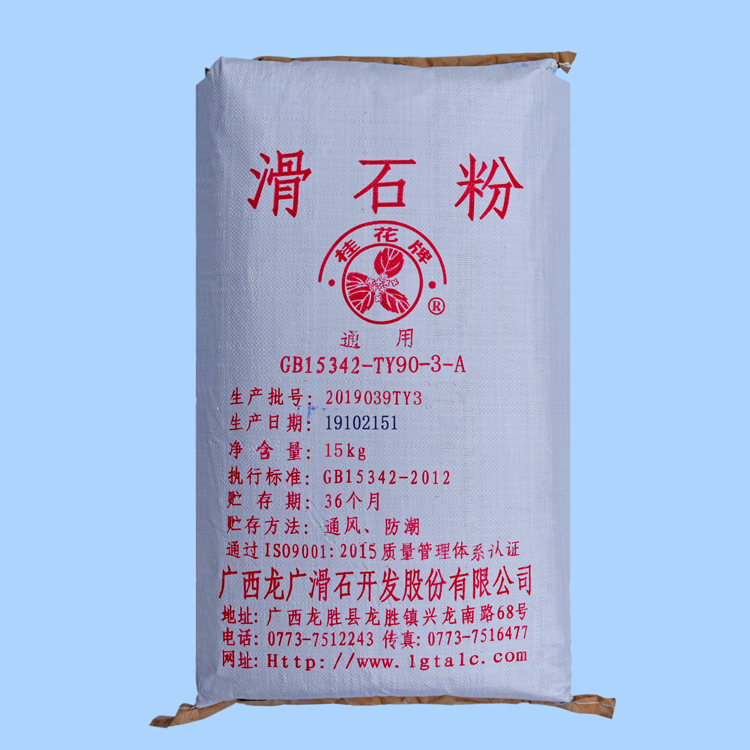 滑石粉
桂花牌
®
通用
GB15342-TY90-3-A
生产批号：2019039TY3
生产日期：19102151
净含量：15kg
执行标准：GB15342-2012
贮存期：36个月
贮存方法：通风、防潮
通过ISO9001:2015质量管理体系认证
广西龙广滑石开发股份有限公司
地址：广西龙胜县龙胜镇兴龙南路68号
电话：0773-7512243 传真：0773-7516477
网址：Http://www.lgtalc.com